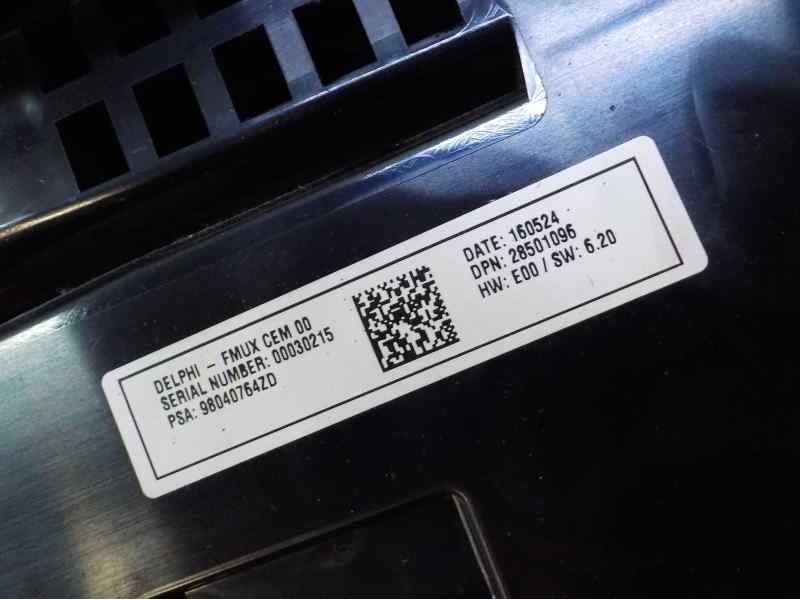 DELPHI - FMUX CEM 00
SERIAL NUMBER: 00030215
PSA: 98040764ZD
DATE: 160524
DPN: 28501096
HW: E00 / SW: 6.20